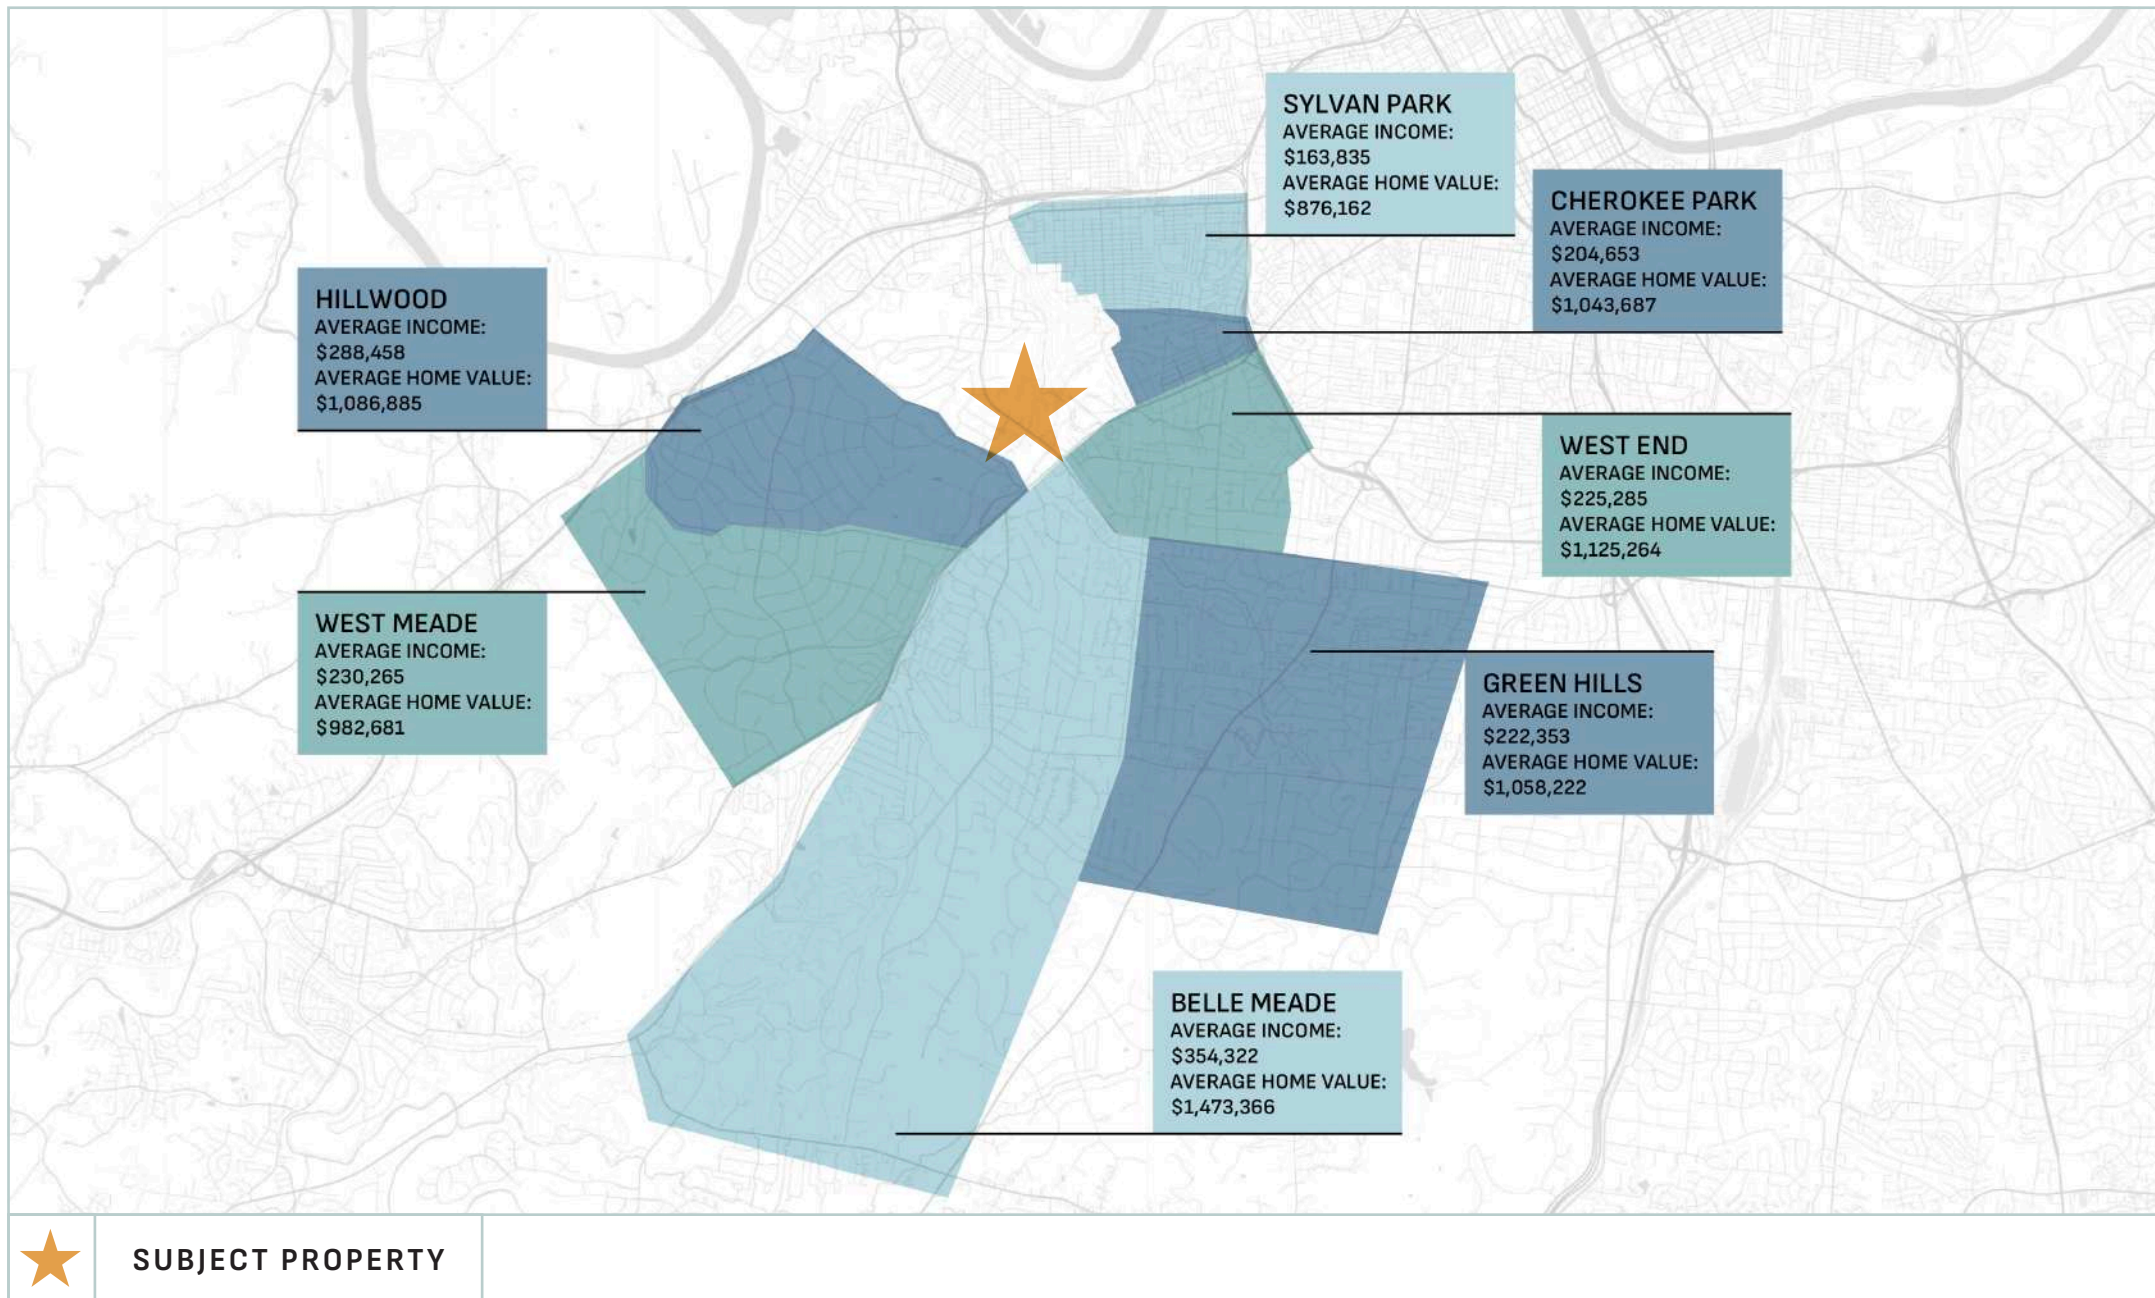 SYLVAN PARK
AVERAGE INCOME:
$163,835
AVERAGE HOME VALUE:
$876,162
CHEROKEE PARK
AVERAGE INCOME:
$204,653
AVERAGE HOME VALUE:
$1,043,687
HILLWOOD
AVERAGE INCOME:
$288,458
AVERAGE HOME VALUE:
$1,086,885
WEST END
AVERAGE INCOME:
$225,285
AVERAGE HOME VALUE:
$1,125,264
WEST MEADE
AVERAGE INCOME:
$230,265
AVERAGE HOME VALUE:
$982,681
GREEN HILLS
AVERAGE INCOME:
$222,353
AVERAGE HOME VALUE:
$1,058,222
BELLE MEADE
AVERAGE INCOME:
$354,322
AVERAGE HOME VALUE:
$1,473,366
SUBJECT PROPERTY